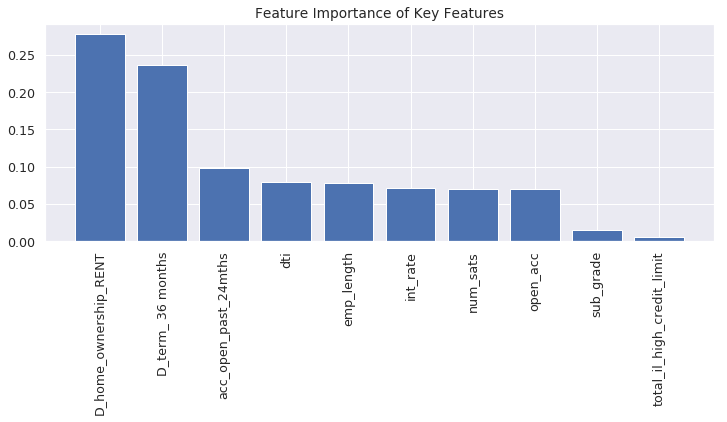 Feature Importance of Key Features
0.25
0.20
0.15
0.10
0.05
0.00
D_home_ownership_RENT
D_term_ 36 months
acc_open_past_24mths
dti
emp_length
int_rate
num_sats
open_acc
sub_grade
total_il_high_credit_limit